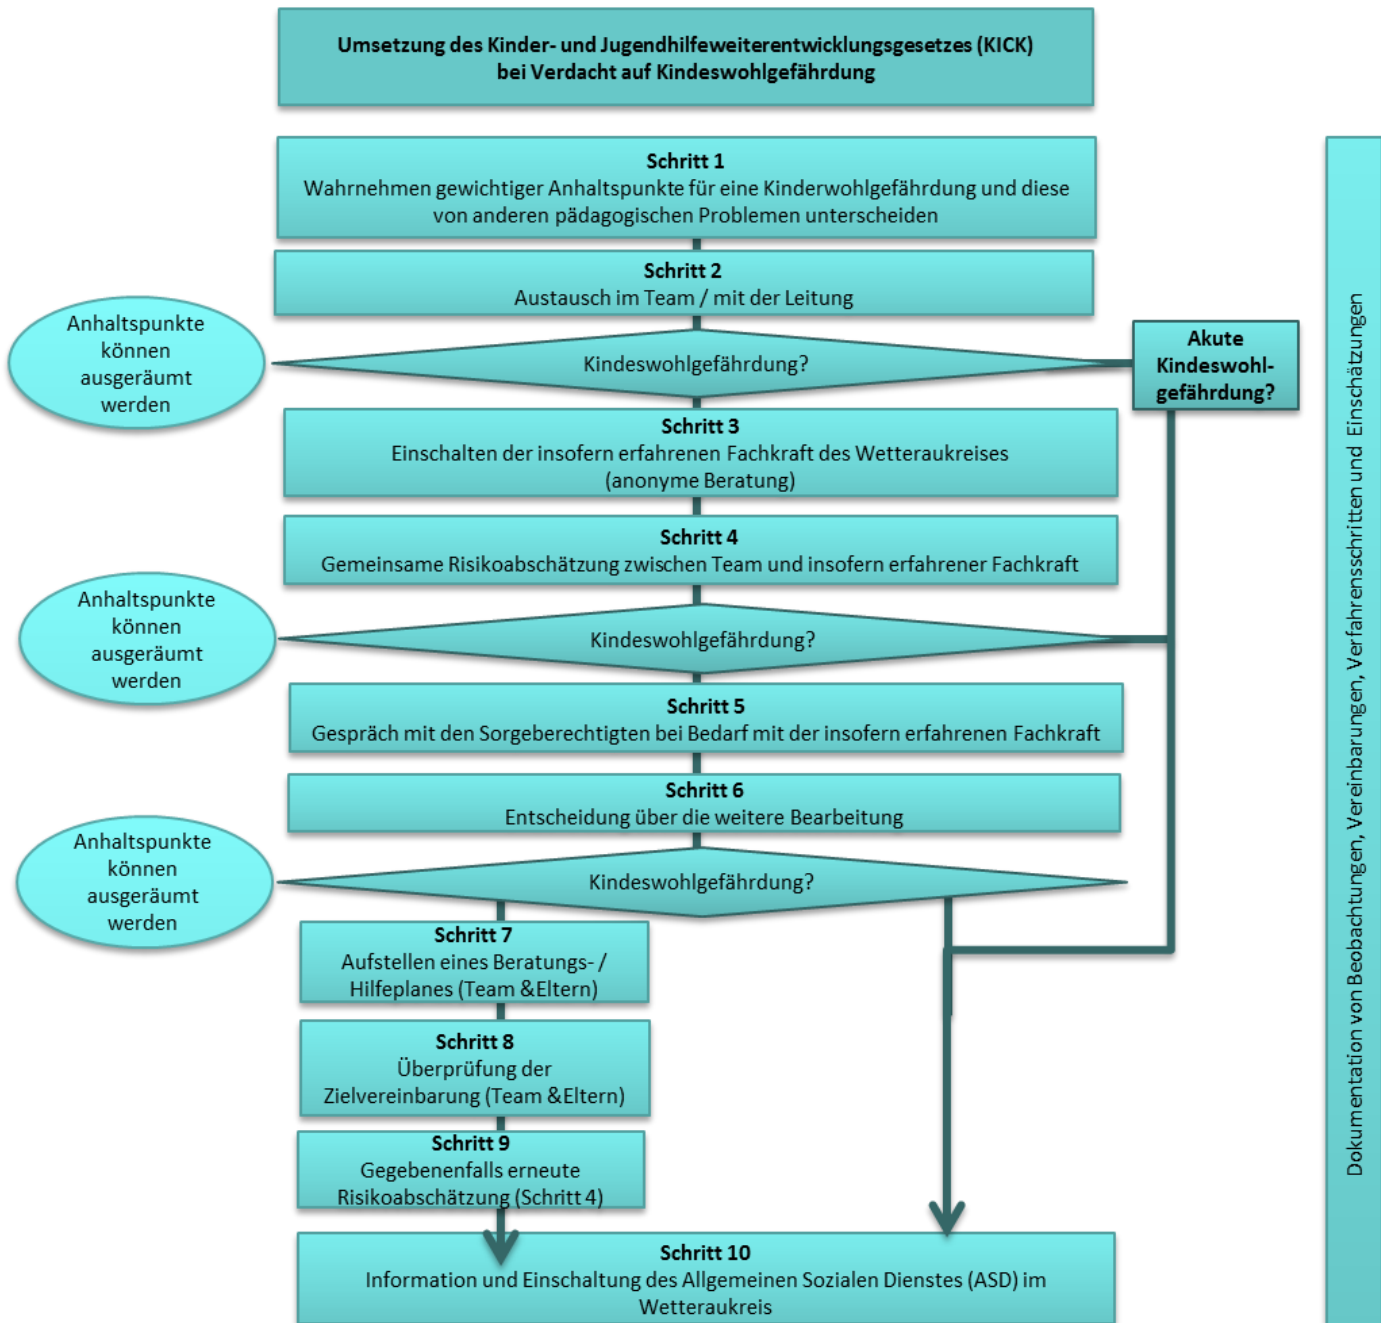 Umsetzung des Kinder- und Jugendhilfeweiterentwicklungsgesetzes (KICK)
bei Verdacht auf Kindeswohlgefährdung
Schritt 1
Wahrnehmen gewichtiger Anhaltspunkte für eine Kinderwohlgefährdung und diese
von anderen pädagogischen Problemen unterscheiden
Schritt 2
Austausch im Team / mit der Leitung
Anhaltspunkte
können
ausgeräumt
werden
Kindeswohlgefährdung?
Akute
Kindeswohl-
gefährdung?
Schritt 3
Einschalten der insofern erfahrenen Fachkraft des Wetteraukreises
(anonyme Beratung)
Schritt 4
Gemeinsame Risikoabschätzung zwischen Team und insofern erfahrener Fachkraft
Anhaltspunkte
können
ausgeräumt
werden
Kindeswohlgefährdung?
Schritt 5
Gespräch mit den Sorgeberechtigten bei Bedarf mit der insofern erfahrenen Fachkraft
Schritt 6
Entscheidung über die weitere Bearbeitung
Anhaltspunkte
können
ausgeräumt
werden
Kindeswohlgefährdung?
Schritt 7
Aufstellen eines Beratungs- /
Hilfeplanes (Team &Eltern)
Schritt 8
Überprüfung der
Zielvereinbarung (Team &Eltern)
Schritt 9
Gegebenenfalls erneute
Risikoabschätzung (Schritt 4)
Schritt 10
Information und Einschaltung des Allgemeinen Sozialen Dienstes (ASD) im
Wetteraukreis
Dokumentation von Beobachtungen, Vereinbarungen, Verfahrensschritten und Einschätzungen